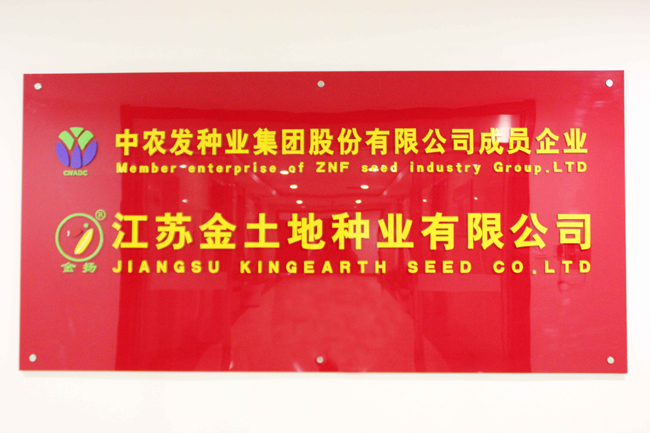 中农发种业集团股份有限公司成员企业
Member enterprise of ZNF seed industry Group.LTD
CNADC
江苏金土地种业有限公司
JIANGSU KINGEARTH SEED CO.LTD
®
金扬